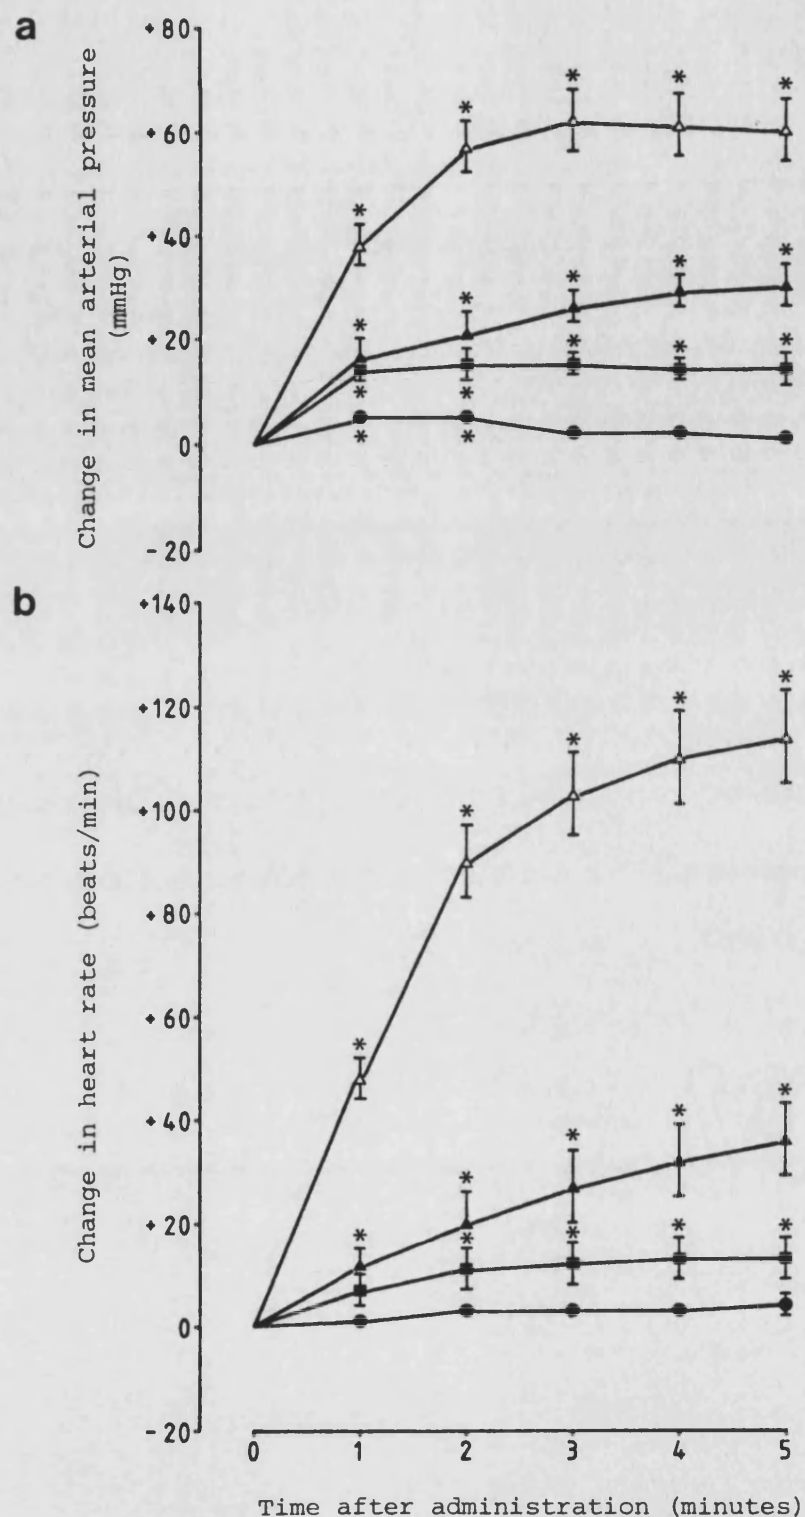 a
+80
+60
+40
+20
0
-20
Change in mean arterial pressure
(mmHg)
* * * * *
* * * * *
* * * * *
* *
b
+140
+120
+100
+80
+60
+40
+20
0
-20
Change in heart rate (beats/min)
* * * * *
* * * * *
* * * *
0 1 2 3 4 5
Time after administration (minutes)